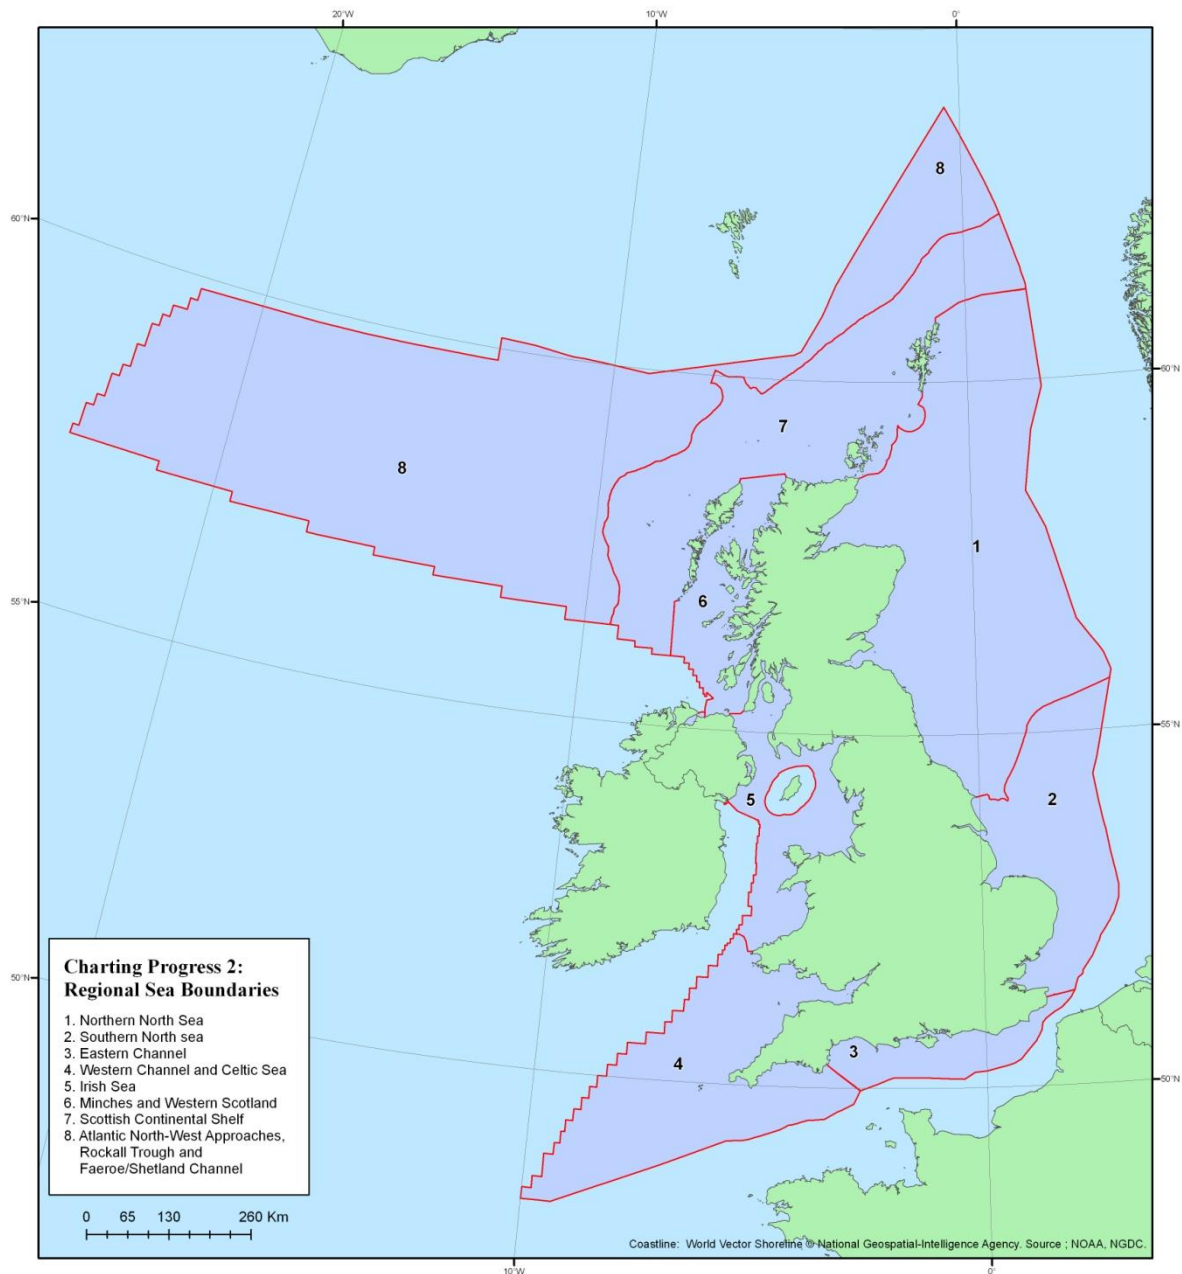 20°W
10°W
0°
8
60°N
60°N
7
8
1
6
55°N
55°N
5
2
Charting Progress 2:
Regional Sea Boundaries
1. Northern North Sea
2. Southern North sea
3. Eastern Channel
4. Western Channel and Celtic Sea
5. Irish Sea
6. Minches and Western Scotland
7. Scottish Continental Shelf
8. Atlantic North-West Approaches,
Rockall Trough and
Faeroe/Shetland Channel
50°N
3
4
50°N
0 65 130 260 Km
Coastline: World Vector Shoreline © National Geospatial-Intelligence Agency. Source ; NOAA, NGDC.
10°W
0°